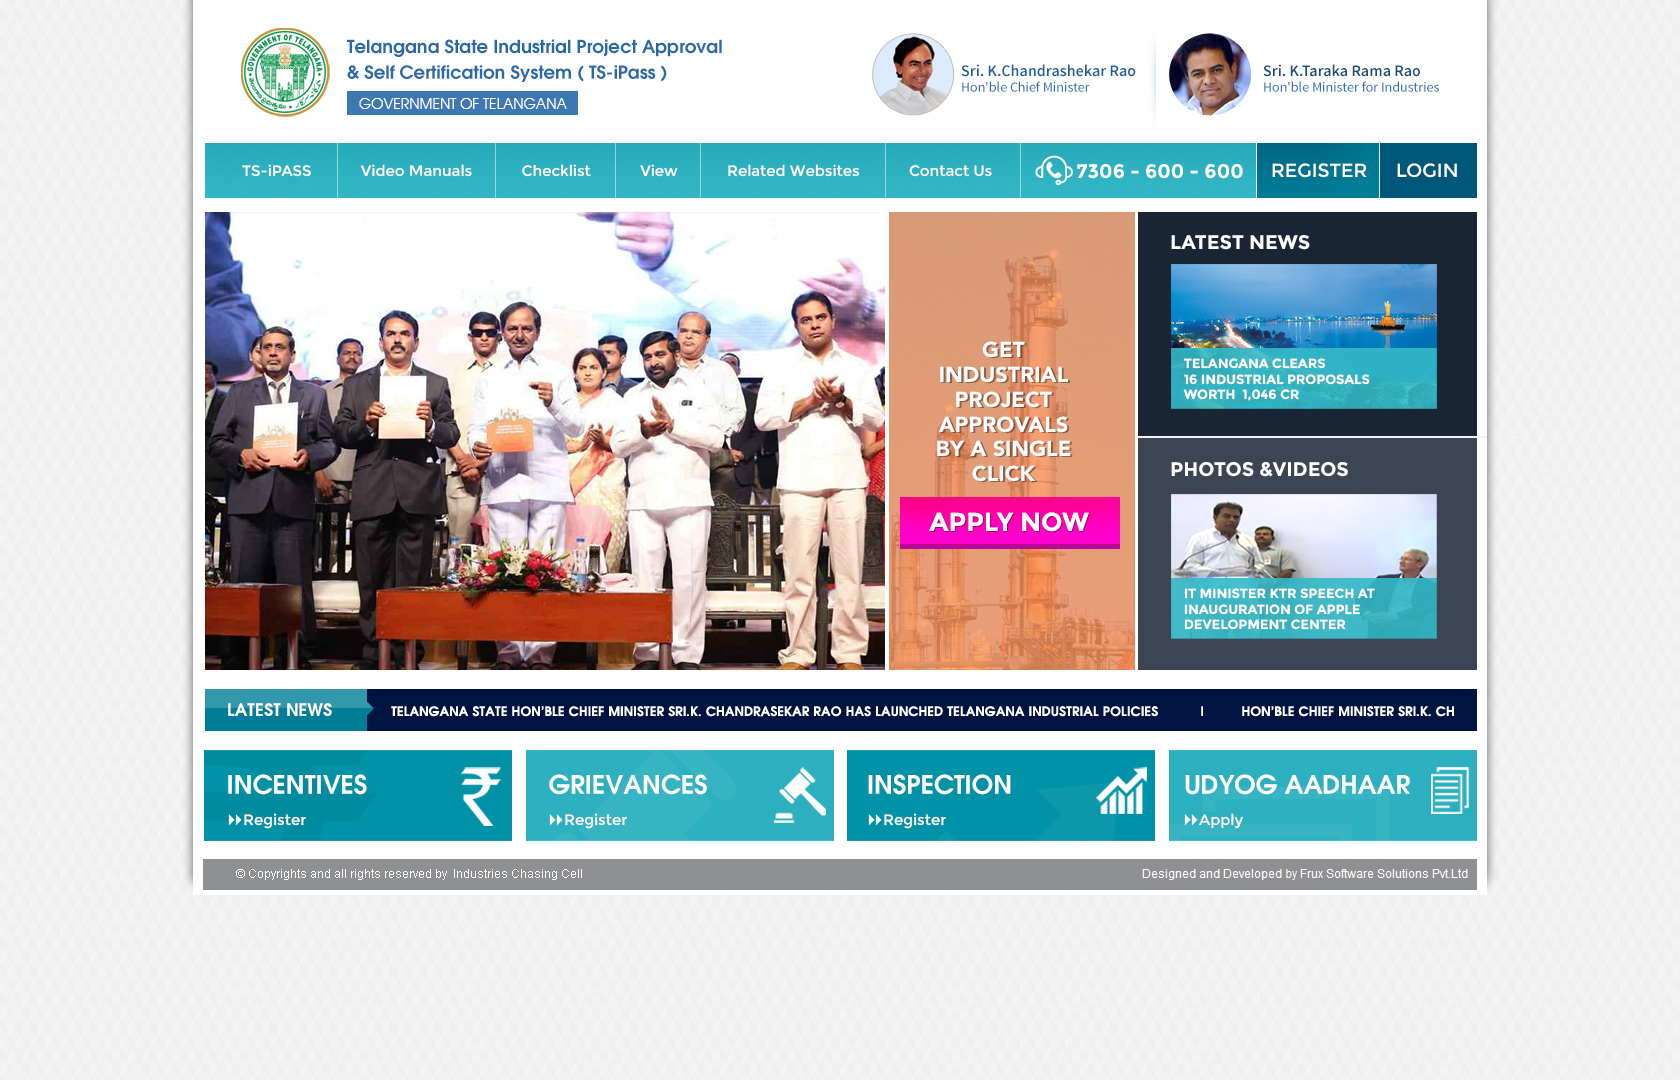 GOVERNMENT OF TELANGANA
Telangana State Industrial Project Approval
& Self Certification System ( TS-iPass )
GOVERNMENT OF TELANGANA
Sri. K.Chandrashekar Rao
Hon'ble Chief Minister
Sri. K.Taraka Rama Rao
Hon'ble Minister for Industries
TS-iPASS
Video Manuals
Checklist
View
Related Websites
Contact Us
7306 - 600 - 600
REGISTER
LOGIN
GET
INDUSTRIAL
PROJECT
APPROVALS
BY A SINGLE
CLICK
APPLY NOW
LATEST NEWS
TELANGANA CLEARS
16 INDUSTRIAL PROPOSALS
WORTH 1,046 CR
PHOTOS &VIDEOS
IT MINISTER KTR SPEECH AT
INAUGURATION OF APPLE
DEVELOPMENT CENTER
LATEST NEWS
TELANGANA STATE HON'BLE CHIEF MINISTER SRI.K. CHANDRASEKAR RAO HAS LAUNCHED TELANGANA INDUSTRIAL POLICIES | HON'BLE CHIEF MINISTER SRI.K. CH
INCENTIVES
Register
GRIEVANCES
Register
INSPECTION
Register
UDYOG AADHAAR
Apply
© Copyrights and all rights reserved by Industries Chasing Cell
Designed and Developed by Frux Software Solutions Pvt.Ltd